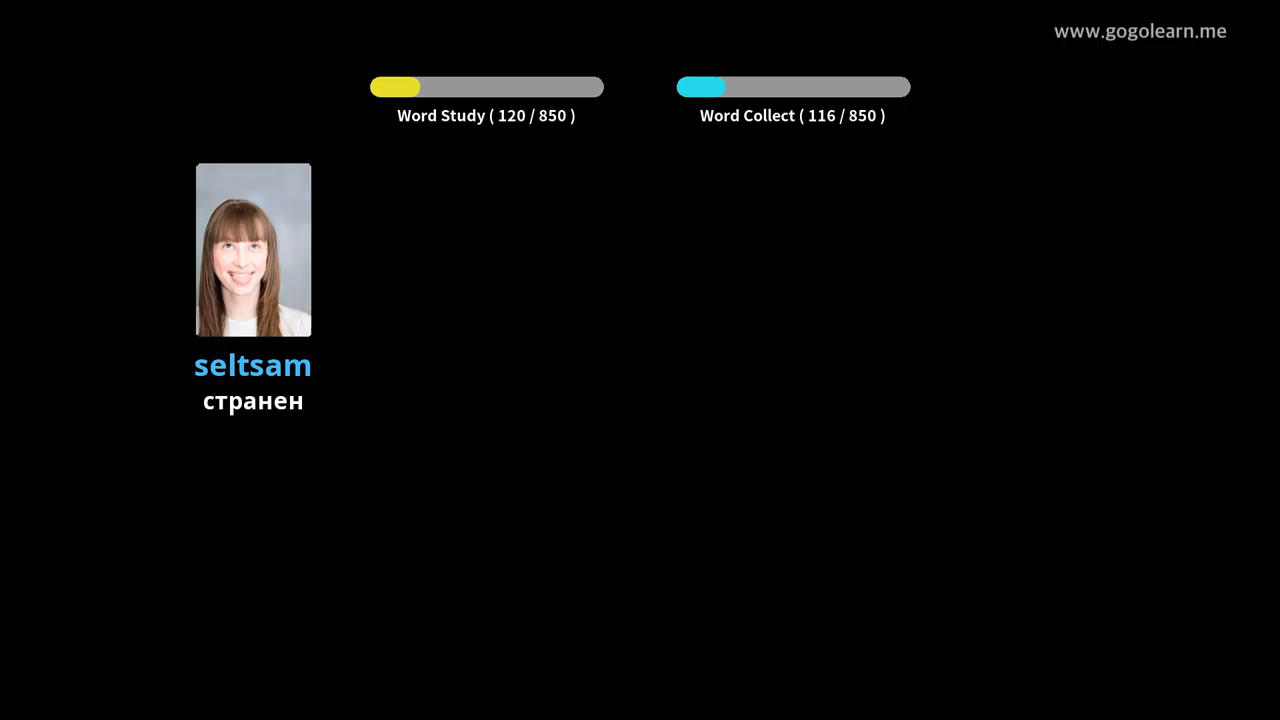 www.gogolearn.me
Word Study ( 120 / 850 )
Word Collect ( 116 / 850 )
seltsam
странен